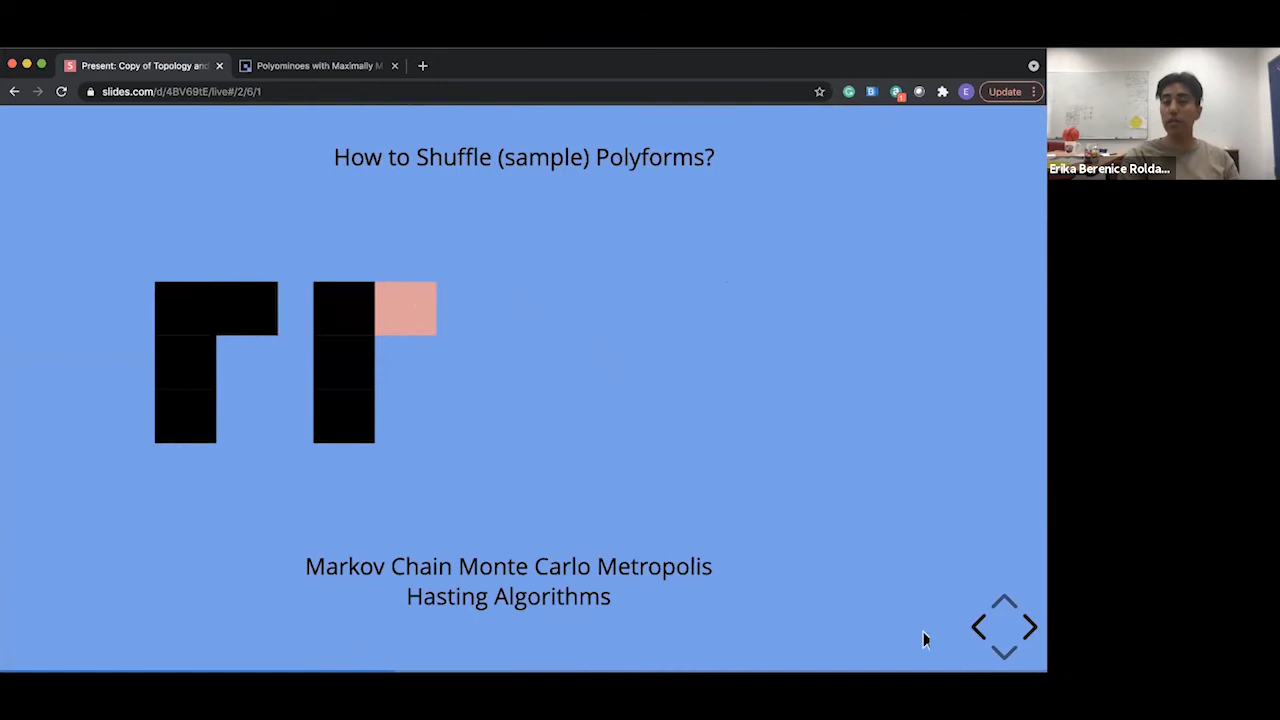 Present: Copy of Topology and
Polyominoes with Maximally M
slides.com/d/4BV69tE/live#/2/6/1
1
E
Update
How to Shuffle (sample) Polyforms?
Erika Berenice Rolda...
Markov Chain Monte Carlo Metropolis
Hasting Algorithms